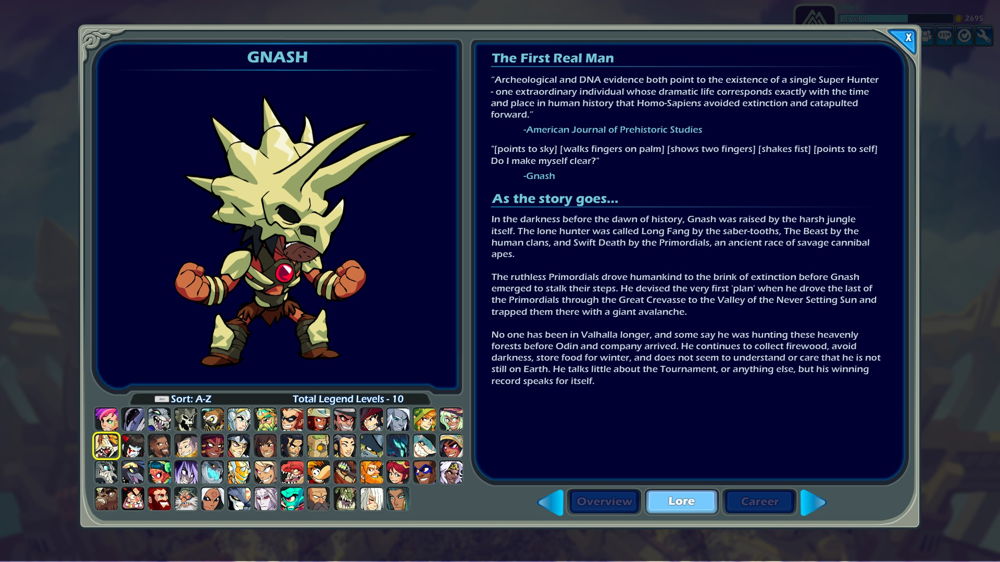 Level 4
2695
X
GNASH
The First Real Man
“Archeological and DNA evidence both point to the existence of a single Super Hunter
- one extraordinary individual whose dramatic life corresponds exactly with the time
and place in human history that Homo-Sapiens avoided extinction and catapulted
forward.”
-American Journal of Prehistoric Studies
"[points to sky] [walks fingers on palm] [shows two fingers] [shakes fist] [points to self]
Do I make myself clear?"
-Gnash
As the story goes...
In the darkness before the dawn of history, Gnash was raised by the harsh jungle
itself. The lone hunter was called Long Fang by the saber-tooths, The Beast by the
human clans, and Swift Death by the Primordials, an ancient race of savage cannibal
apes.
The ruthless Primordials drove humankind to the brink of extinction before Gnash
emerged to stalk their steps. He devised the very first 'plan' when he drove the last of
the Primordials through the Great Crevasse to the Valley of the Never Setting Sun and
trapped them there with a giant avalanche.
No one has been in Valhalla longer, and some say he was hunting these heavenly
forests before Odin and company arrived. He continues to collect firewood, avoid
darkness, store food for winter, and does not seem to understand or care that he is not
still on Earth. He talks little about the Tournament, or anything else, but his winning
record speaks for itself.
Ent Sort: A-Z
Total Legend Levels - 10
Overview
Lore
Career